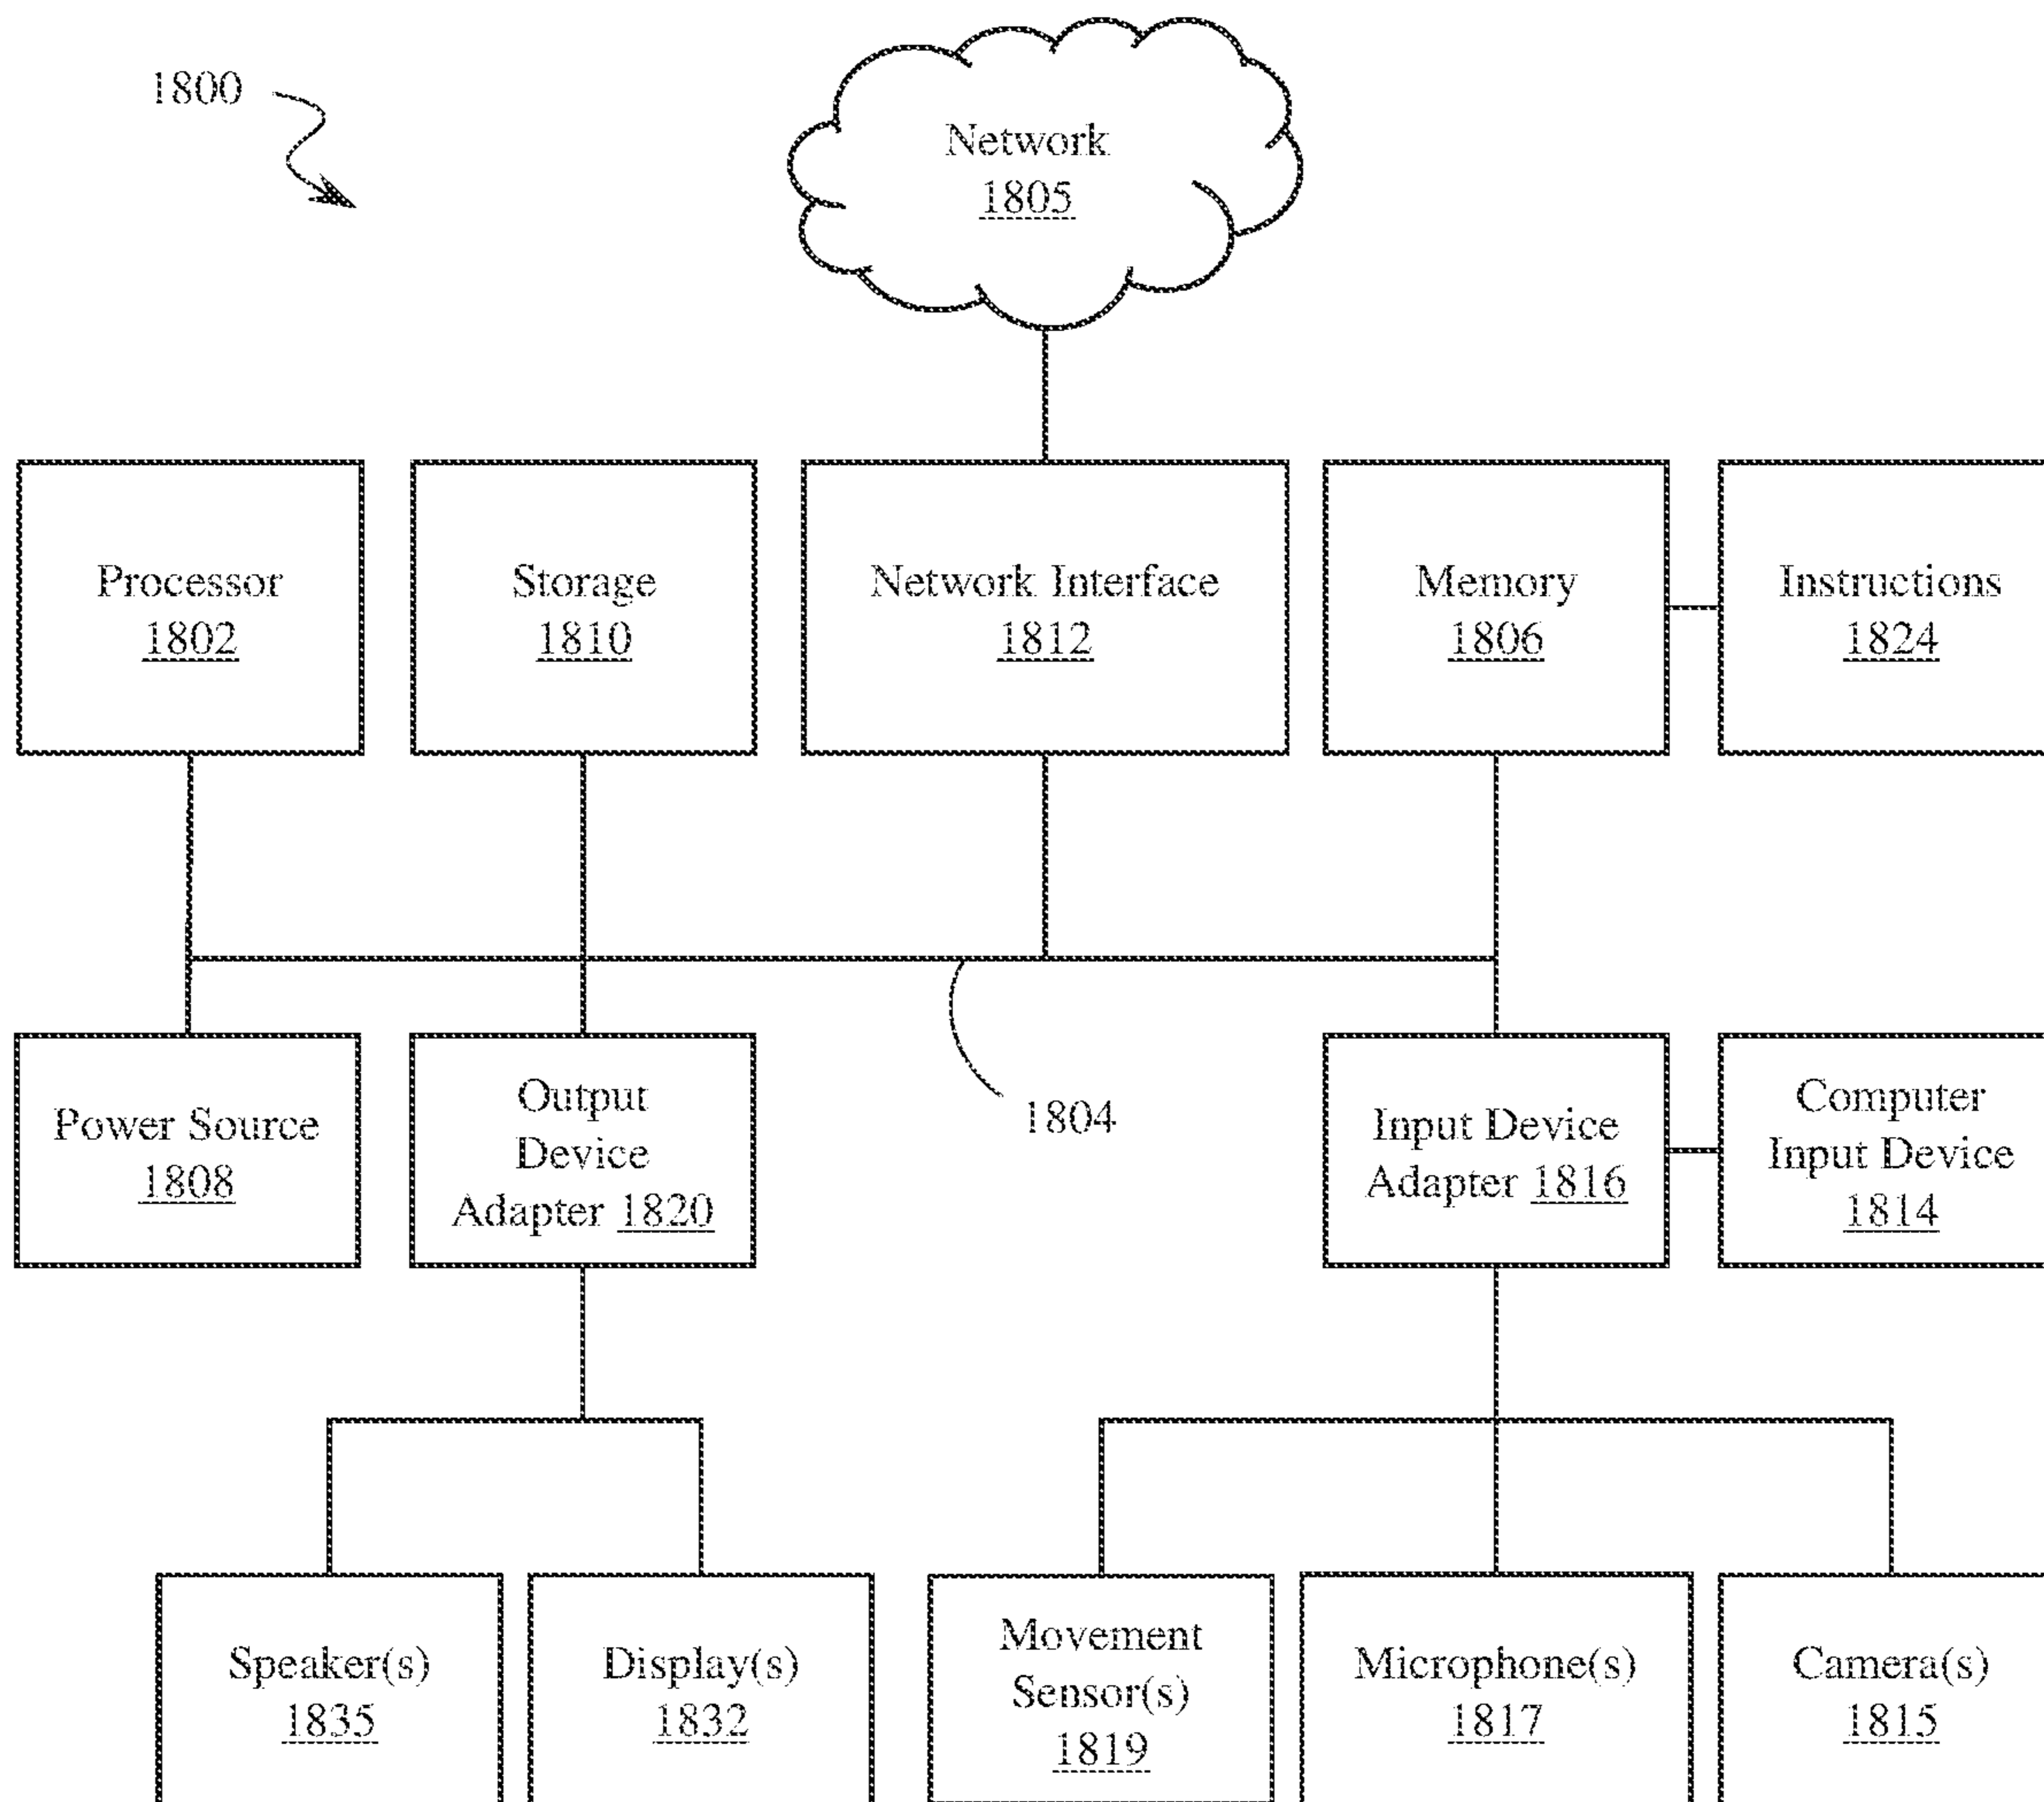 1800
Network
1805
Processor
1802
Storage
1810
Network Interface
1812
Memory
1806
Instructions
1824
Power Source
1808
Output
Device
Adapter 1820
1804
Input Device
Adapter 1816
Computer
Input Device
1814
Speaker(s)
1835
Display(s)
1832
Movement
Sensor(s)
1819
Microphone(s)
1817
Camera(s)
1815